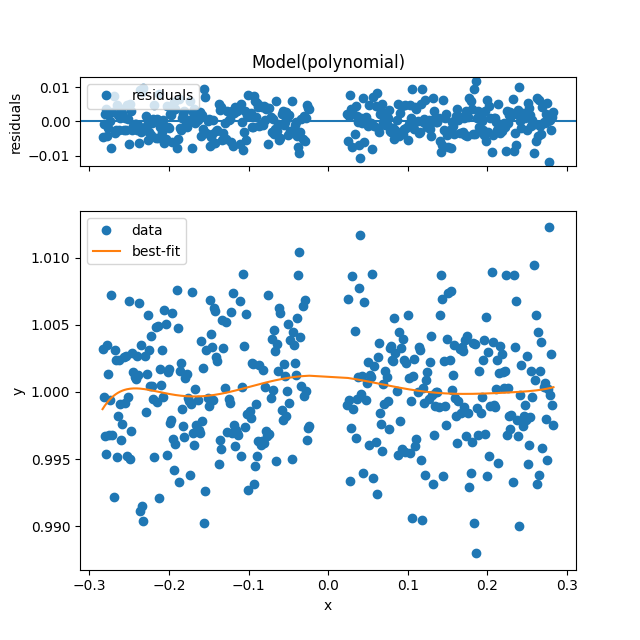 Model(polynomial)
0.01
0.00
−0.01
residuals
residuals
1.010
1.005
1.000
0.995
0.990
y
data
best-fit
−0.3 −0.2 −0.1 0.0 0.1 0.2 0.3
x